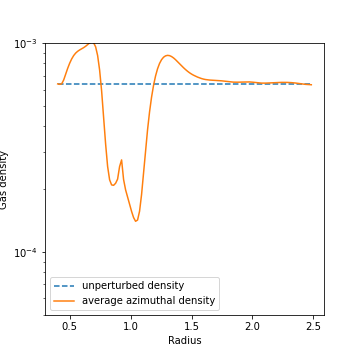 10⁻³
10⁻⁴
Gas density
unperturbed density
average azimuthal density
0.5 1.0 1.5 2.0 2.5
Radius